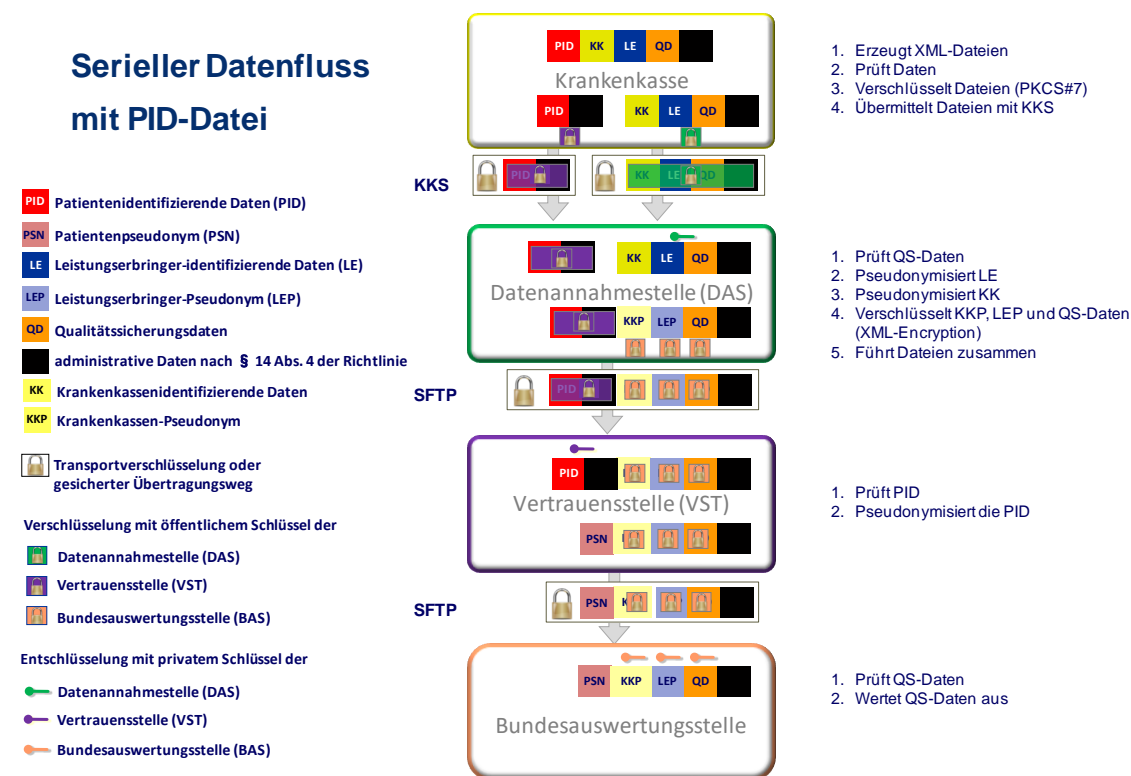 Serieller Datenfluss
mit PID-Datei
PID KK LE QD
Krankenkasse
PID KK LE QD
1. Erzeugt XML-Dateien
2. Prüft Daten
3. Verschlüsselt Dateien (PKCS#7)
4. Übermittelt Dateien mit KKS
KKS
PID KK LE QD
PID Patientenidentifizierende Daten (PID)
PSN Patientenpseudonym (PSN)
LE Leistungserbringer-identifizierende Daten (LE)
LEP Leistungserbringer-Pseudonym (LEP)
QD Qualitätssicherungsdaten
administrative Daten nach § 14 Abs. 4 der Richtlinie
KK Krankenkassenidentifizierende Daten
KKP Krankenkassen-Pseudonym
Transportverschlüsselung oder
gesicherter Übertragungsweg
Verschlüsselung mit öffentlichem Schlüssel der
Datenannahmestelle (DAS)
Vertrauensstelle (VST)
Bundesauswertungsstelle (BAS)
Entschlüsselung mit privatem Schlüssel der
Datenannahmestelle (DAS)
Vertrauensstelle (VST)
Bundesauswertungsstelle (BAS)
KK LE QD
Datenannahmestelle (DAS)
KKP LEP QD
1. Prüft QS-Daten
2. Pseudonymisiert LE
3. Pseudonymisiert KK
4. Verschlüsselt KKP, LEP und QS-Daten
(XML-Encryption)
5. Führt Dateien zusammen
SFTP
PID
PID
Vertrauensstelle (VST)
PSN
1. Prüft PID
2. Pseudonymisiert die PID
SFTP
PSN
PSN KKP LEP QD
Bundesauswertungsstelle
1. Prüft QS-Daten
2. Wertet QS-Daten aus